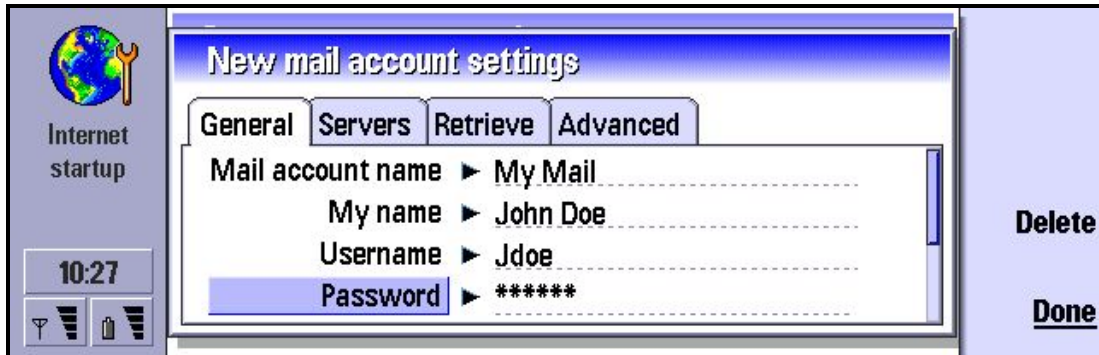 New mail account settings
General Servers Retrieve Advanced
Internet startup
Mail account name ► My Mail
My name ► John Doe
Username ► Jdoe
Password ► ******
10:27
Delete
Done